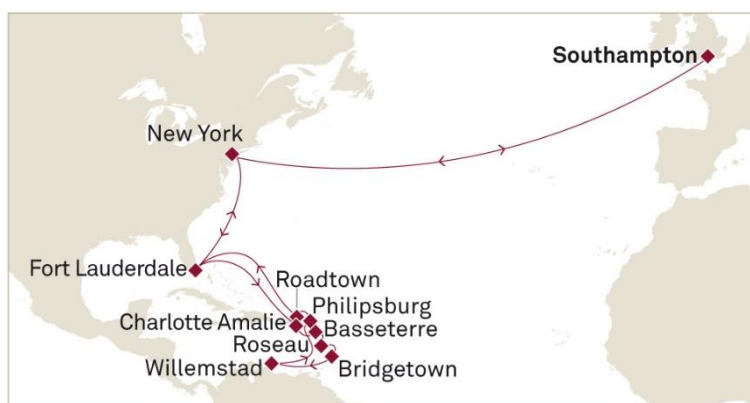 Southampton
New York
Fort Lauderdale
Roadtown
Philipsburg
Charlotte Amalie
Basseterre
Roseau
Willemstad
Bridgetown